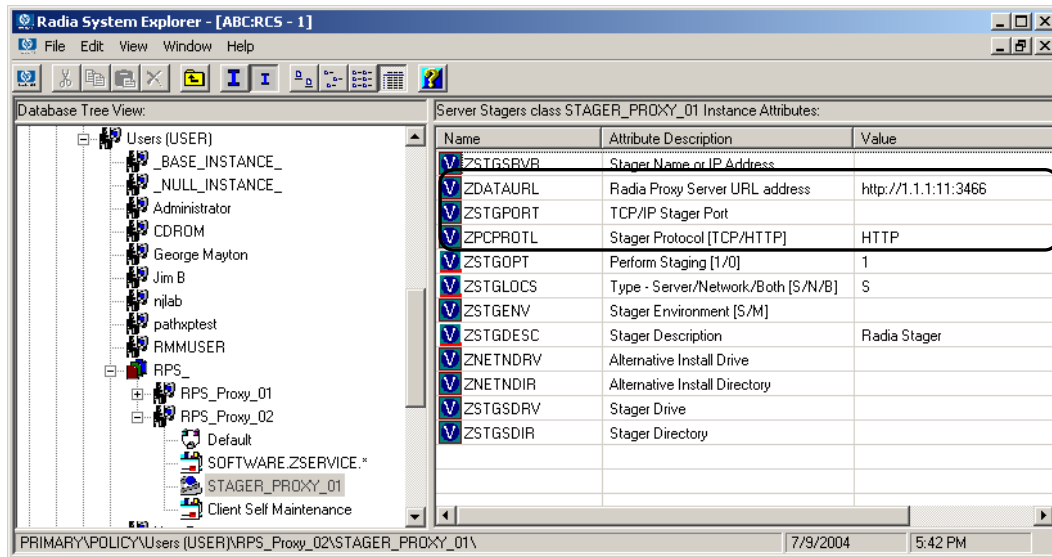 Radia System Explorer - [ABC:RCS - 1]
File Edit View Window Help
Database Tree View:
Users (USER)
_BASE_INSTANCE_
_NULL_INSTANCE_
Administrator
CDROM
George Mayton
Jim B
njlab
pathxptest
RMMUSER
RPS_
RPS_Proxy_01
RPS_Proxy_02
Default
SOFTWARE.ZSERVICE.*
STAGER_PROXY_01
Client Self Maintenance
Server Stagers class STAGER_PROXY_01 Instance Attributes:
Name Attribute Description Value
ZSTGSRVR Stager Name or IP Address
ZDATAURL Radia Proxy Server URL address http://1.1.1:11:3466
ZSTGPORT TCP/IP Stager Port
ZPCPROTL Stager Protocol [TCP/HTTP] HTTP
ZSTGOPT Perform Staging [1/0] 1
ZSTGLOCS Type - Server/Network/Both [S/N/B] S
ZSTGENV Stager Environment [S/M]
ZSTGDESC Stager Description Radia Stager
ZNETNDRV Alternative Install Drive
ZNETNDIR Alternative Install Directory
ZSTGSDRV Stager Drive
ZSTGSDIR Stager Directory
PRIMARY\POLICY\Users (USER)\RPS_Proxy_02\STAGER_PROXY_01\ 7/9/2004 5:42 PM